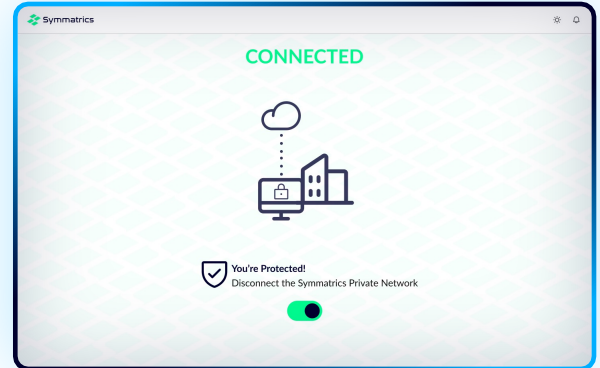 Symmatrics
CONNECTED
You're Protected!
Disconnect the Symmatrics Private Network